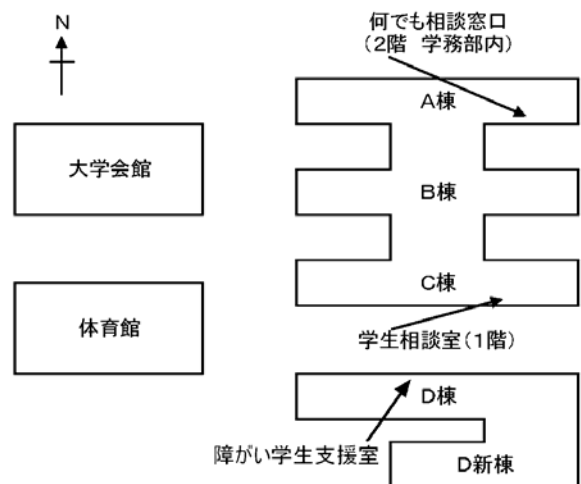 N
何でも相談窓口
（2階　学務部内）
A棟
大学会館
B棟
C棟
体育館
学生相談室（1階）
D棟
障がい学生支援室
D新棟